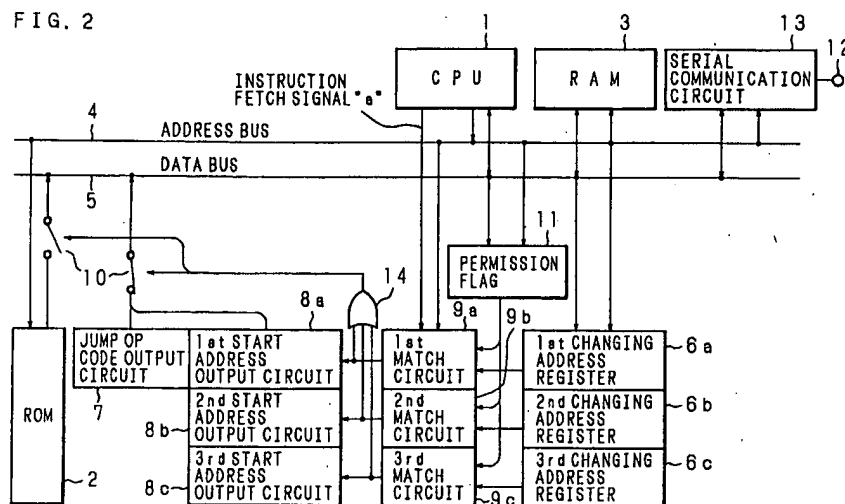 FIG. 2
1
3
13
12
CPU
RAM
SERIAL
COMMUNICATION
CIRCUIT
INSTRUCTION
FETCH SIGNAL "a"
4
ADDRESS BUS
DATA BUS
5
11
10
PERMISSION
FLAG
14
8a
9a
9b
JUMP OP
CODE OUTPUT
CIRCUIT
1st START
ADDRESS
OUTPUT CIRCUIT
1st
MATCH
CIRCUIT
1st CHANGING
ADDRESS
REGISTER
6a
7
ROM
2nd START
ADDRESS
OUTPUT CIRCUIT
2nd
MATCH
CIRCUIT
2nd CHANGING
ADDRESS
REGISTER
6b
8b
3rd START
ADDRESS
OUTPUT CIRCUIT
3rd
MATCH
CIRCUIT
3rd CHANGING
ADDRESS
REGISTER
6c
2
8c
9c